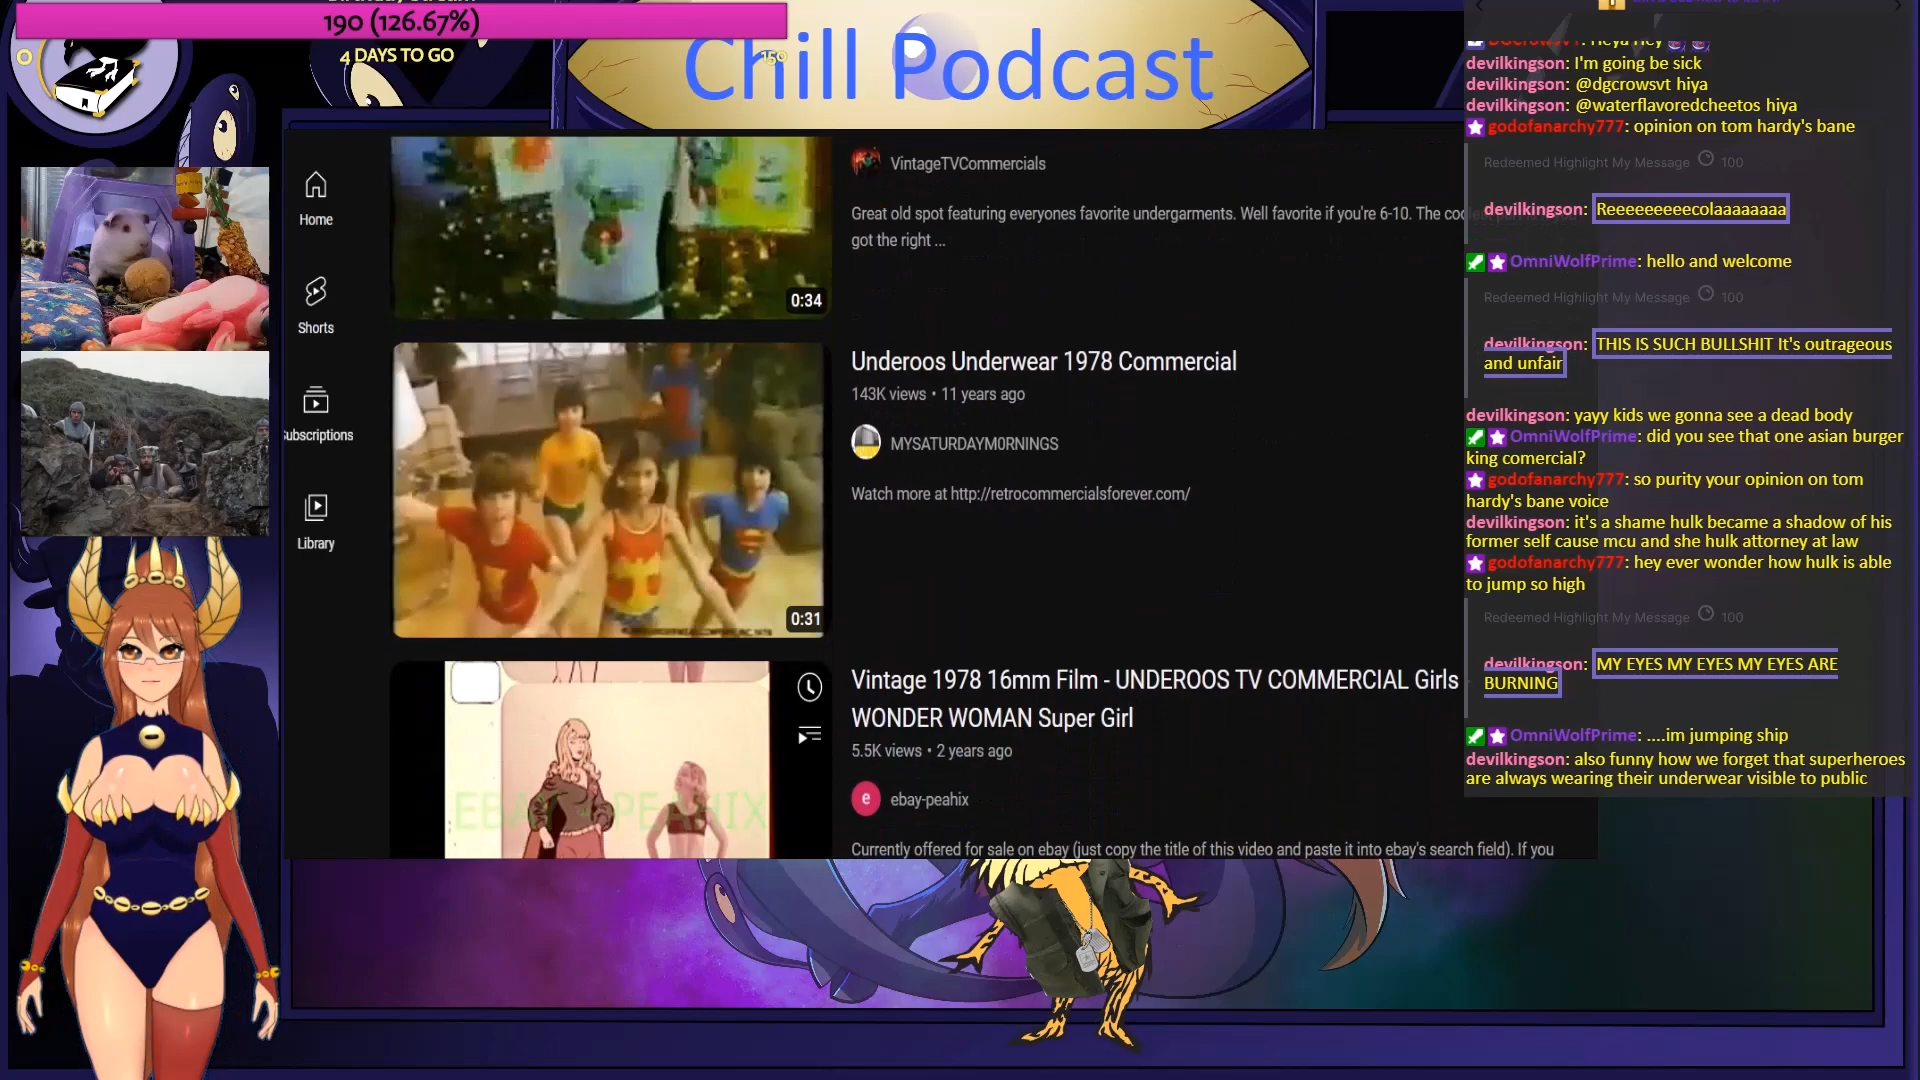 190 (126.67%)
4 DAYS TO GO
150
Chill Podcast
Home
Shorts
Subscriptions
Library
0:34
VintageTVCommercials
Great old spot featuring everyones favorite undergarments. Well favorite if you're 6-10. The
got the right ...
0:31
Underoos Underwear 1978 Commercial
143K views • 11 years ago
MYSATURDAYM0RNINGS
Watch more at http://retrocommercialsforever.com/
EBAY PEAHIX
Vintage 1978 16mm Film - UNDEROOS TV COMMERCIAL Girls
WONDER WOMAN Super Girl
5.5K views • 2 years ago
e
ebay-peahix
Currently offered for sale on ebay (just copy the title of this video and paste it into ebay's search field). If you
devilkingson: I'm going be sick
devilkingson: @dgcrowsvt hiya
devilkingson: @waterflavoredcheetos hiya
godofanarchy777: opinion on tom hardy's bane
Redeemed Highlight My Message 100
devilkingson: Reeeeeeeeecolaaaaaaaa
OmniWolfPrime: hello and welcome
Redeemed Highlight My Message 100
devilkingson: THIS IS SUCH BULLSHIT It's outrageous
and unfair
devilkingson: yayy kids we gonna see a dead body
OmniWolfPrime: did you see that one asian burger
king comercial?
godofanarchy777: so purity your opinion on tom
hardy's bane voice
devilkingson: it's a shame hulk became a shadow of his
former self cause mcu and she hulk attorney at law
godofanarchy777: hey ever wonder how hulk is able
to jump so high
Redeemed Highlight My Message 100
devilkingson: MY EYES MY EYES MY EYES ARE
BURNING
OmniWolfPrime: ....im jumping ship
devilkingson: also funny how we forget that superheroes
are always wearing their underwear visible to public